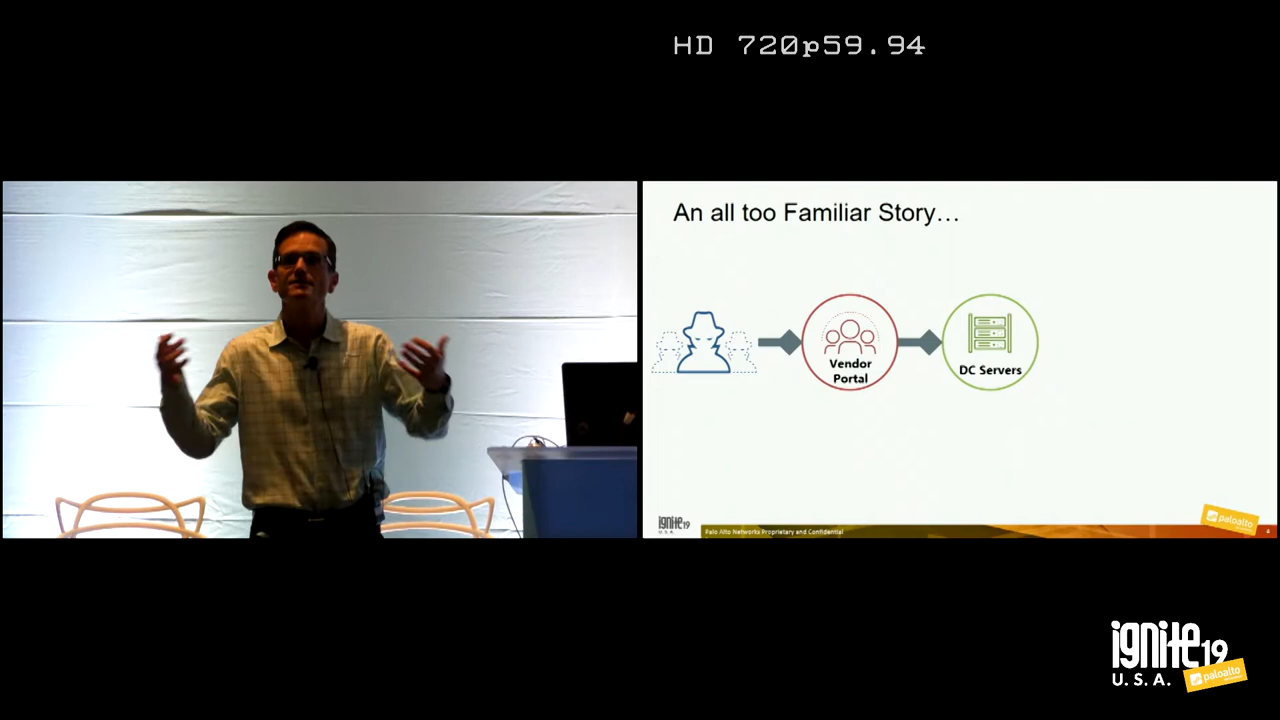 HD 720p59.94
An all too Familiar Story…
Vendor
Portal
DC Servers
ignite19
U.S.A.
Palo Alto Networks Proprietary and Confidential
paloalto
4
ignite19
U.S.A.
paloalto